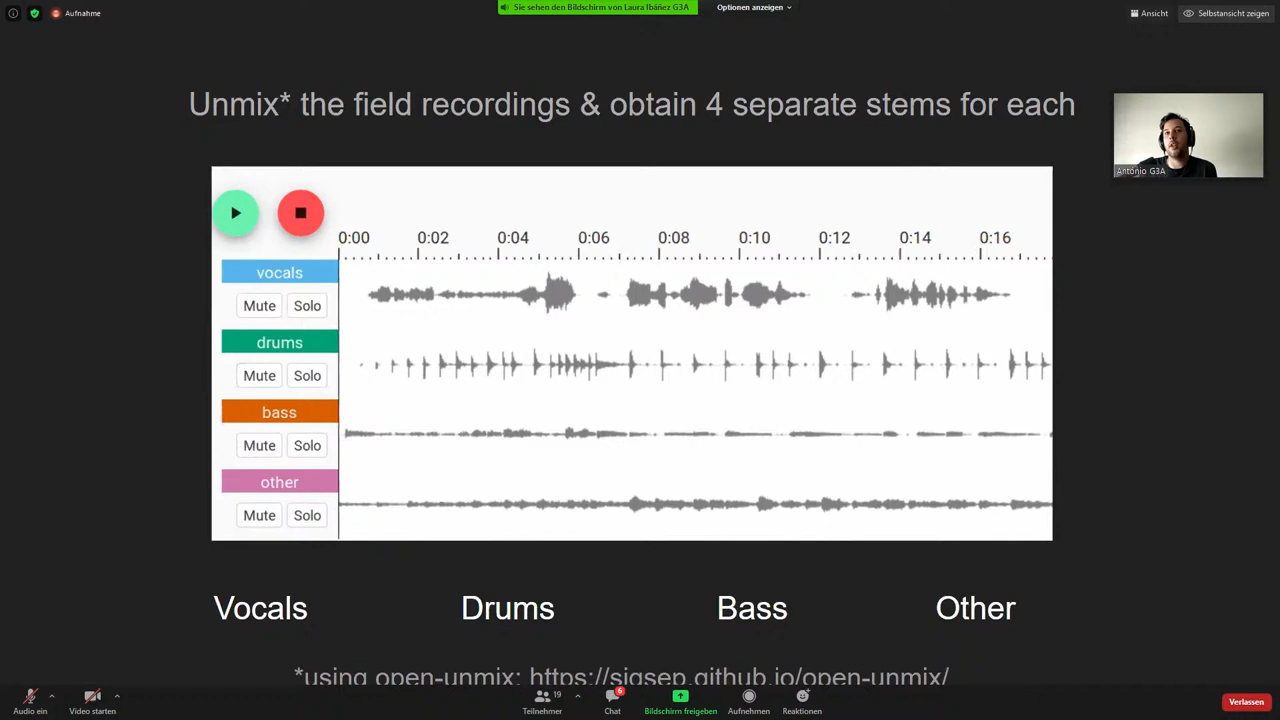 Aufnahme
Sie sehen den Bildschirm von Laura Ibáñez G3A
Optionen anzeigen
Ansicht
Selbstansicht zeigen
Unmix* the field recordings & obtain 4 separate stems for each
António G3A
0:00 0:02 0:04 0:06 0:08 0:10 0:12 0:14 0:16
vocals
Mute Solo
drums
Mute Solo
bass
Mute Solo
other
Mute Solo
Vocals Drums Bass Other
*using open-unmix: https://sigsep.github.io/open-unmix/
Audio ein
Video starten
19
Teilnehmer
6
Chat
Bildschirm freigeben
Aufnehmen
Reaktionen
Verlassen